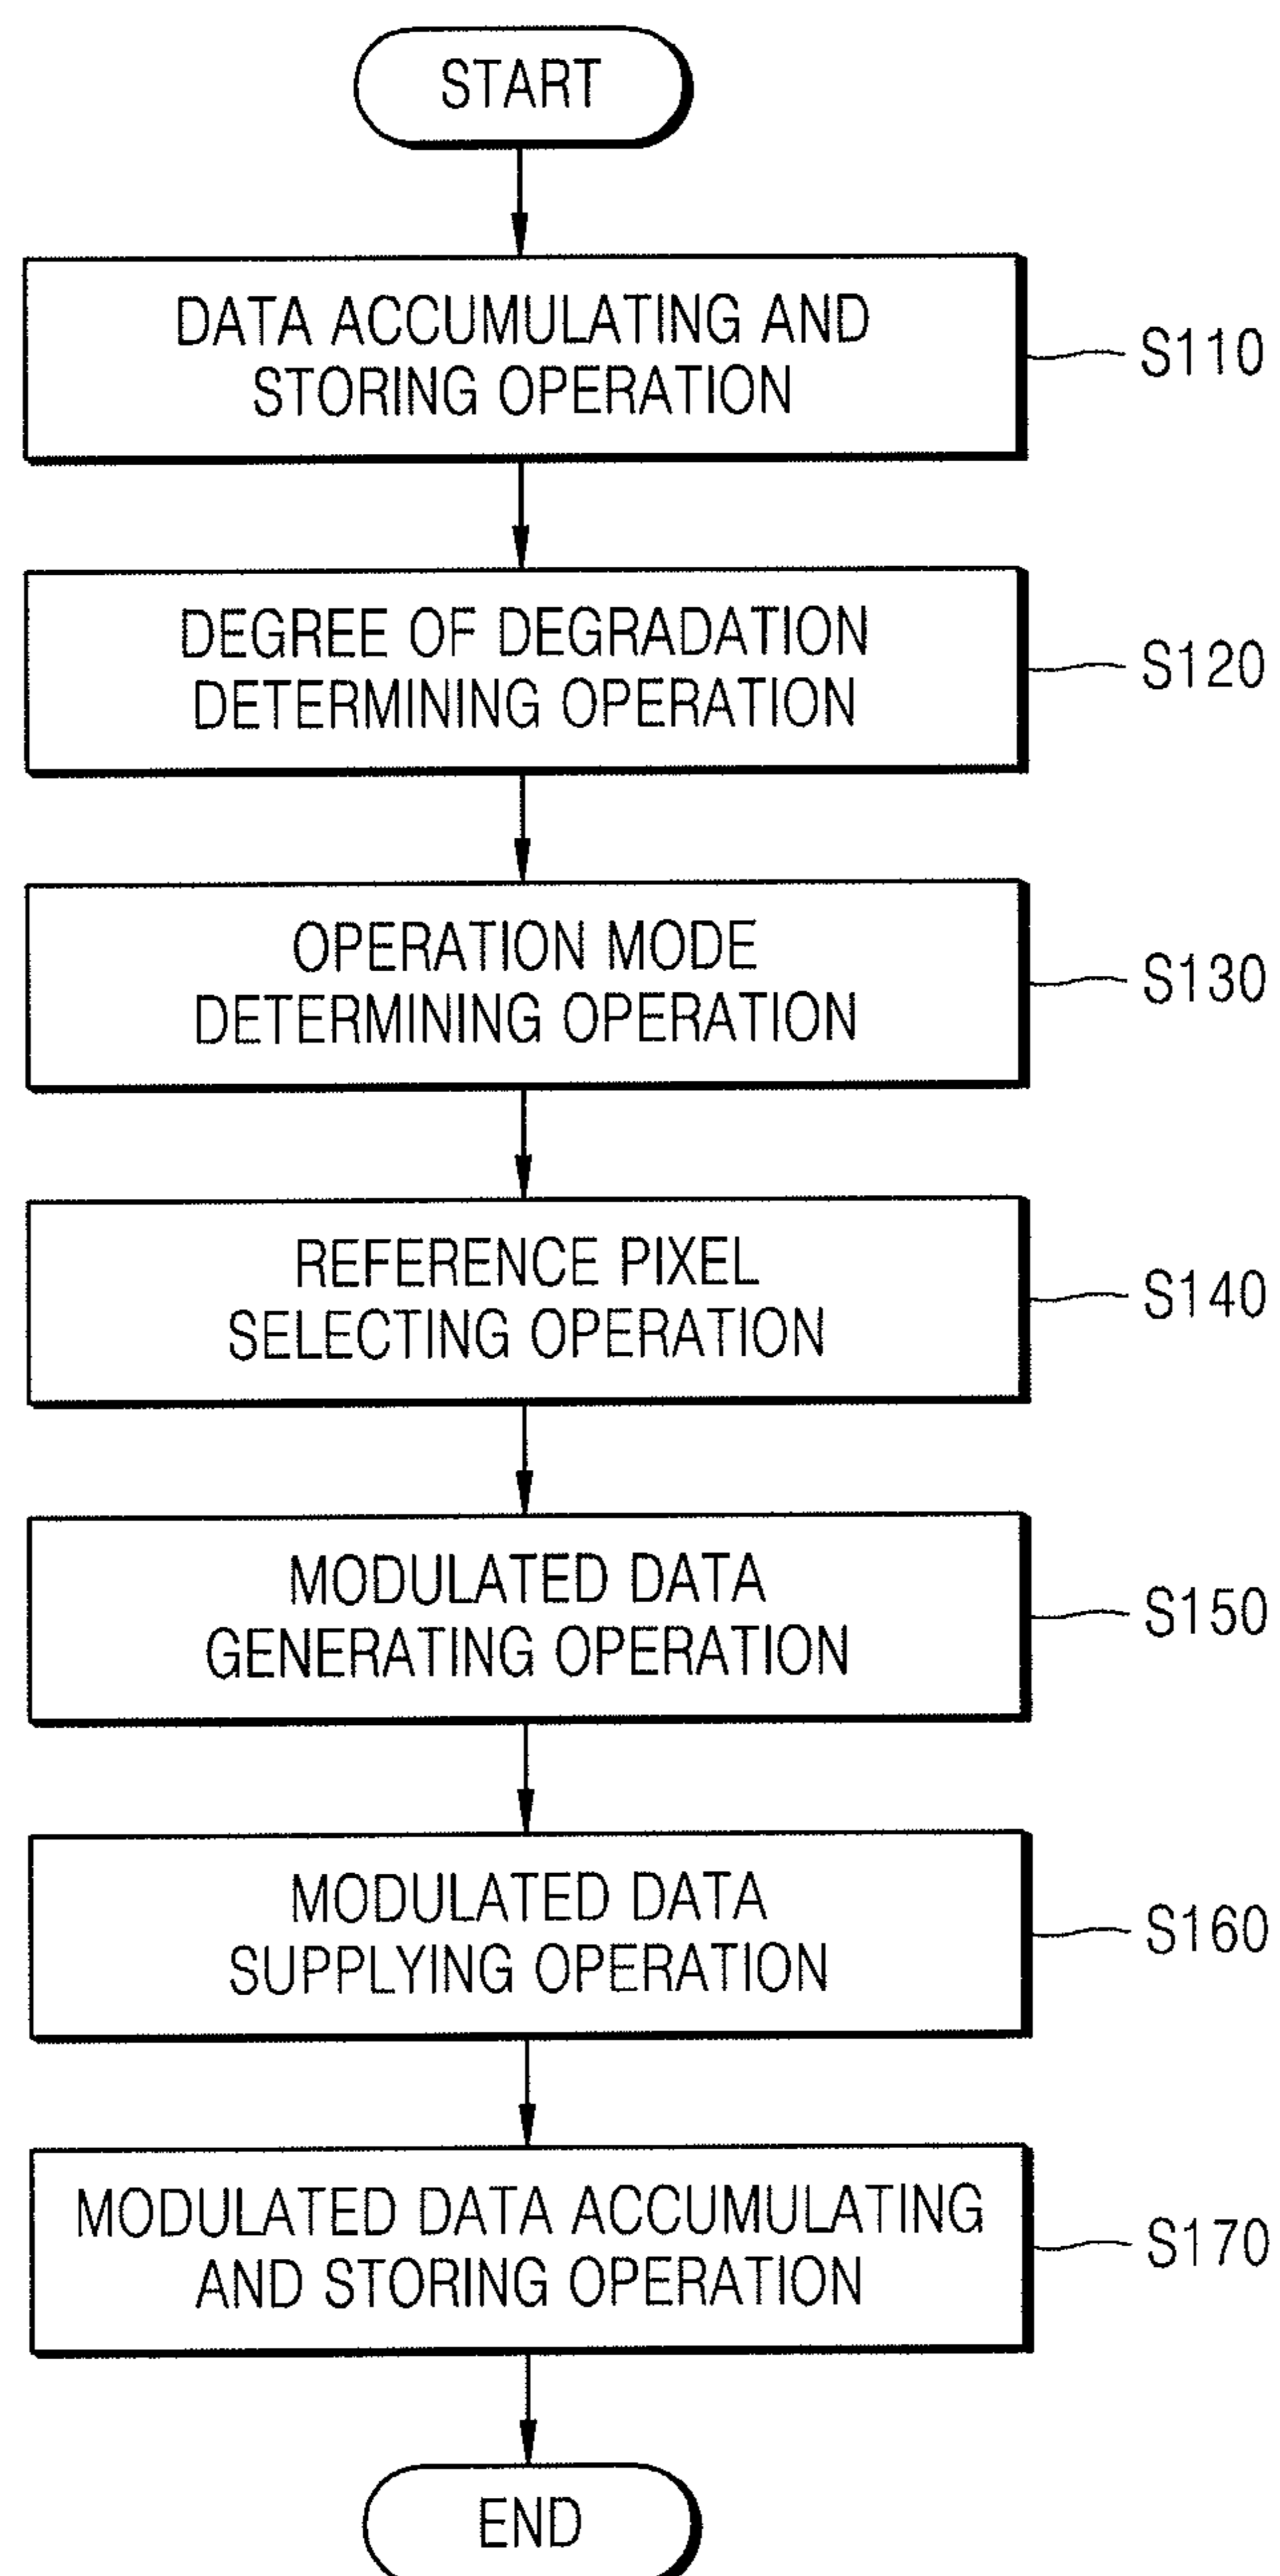 START
DATA ACCUMULATING AND
STORING OPERATION
S110
DEGREE OF DEGRADATION
DETERMINING OPERATION
S120
OPERATION MODE
DETERMINING OPERATION
S130
REFERENCE PIXEL
SELECTING OPERATION
S140
MODULATED DATA
GENERATING OPERATION
S150
MODULATED DATA
SUPPLYING OPERATION
S160
MODULATED DATA ACCUMULATING
AND STORING OPERATION
S170
END